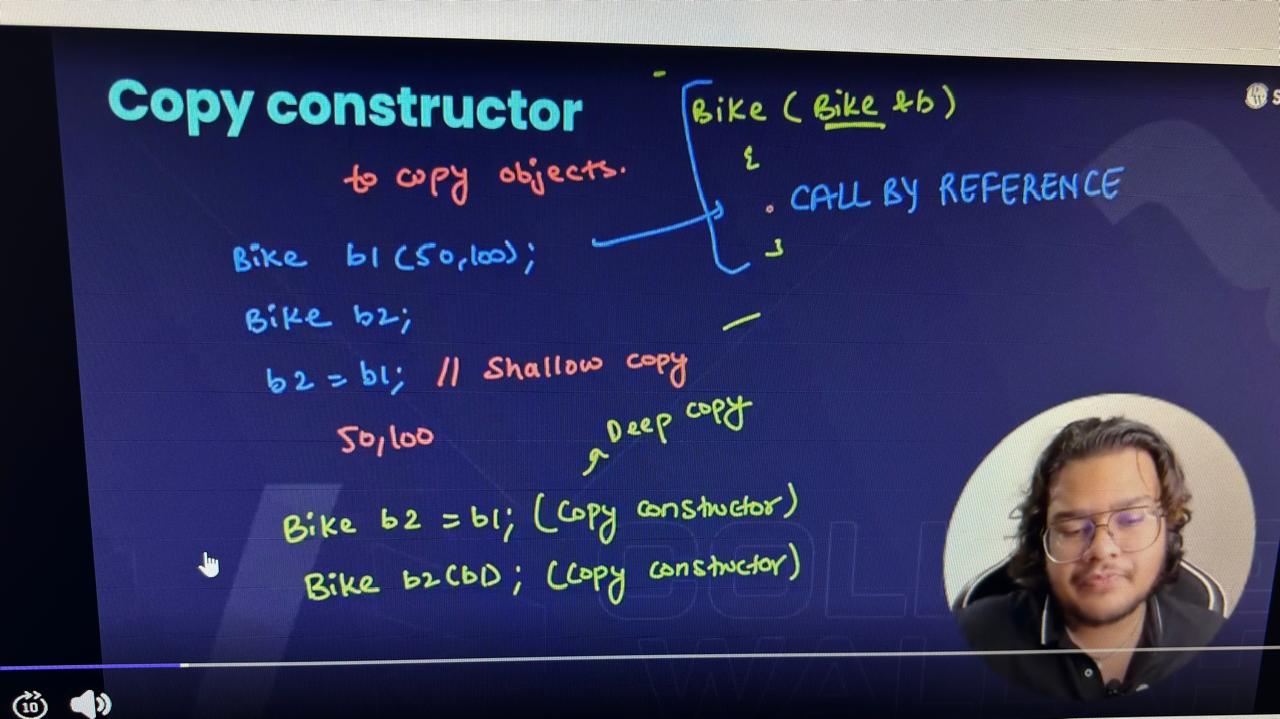 Copy constructor
Bike ( Bike &b )
{
to copy objects.
. CALL BY REFERENCE
}
Bike b1 (50,100);
Bike b2;
b2 = b1; // Shallow copy
50,100
Deep copy
Bike b2 = b1; (Copy constructor)
Bike b2(b1); (Copy constructor)
10